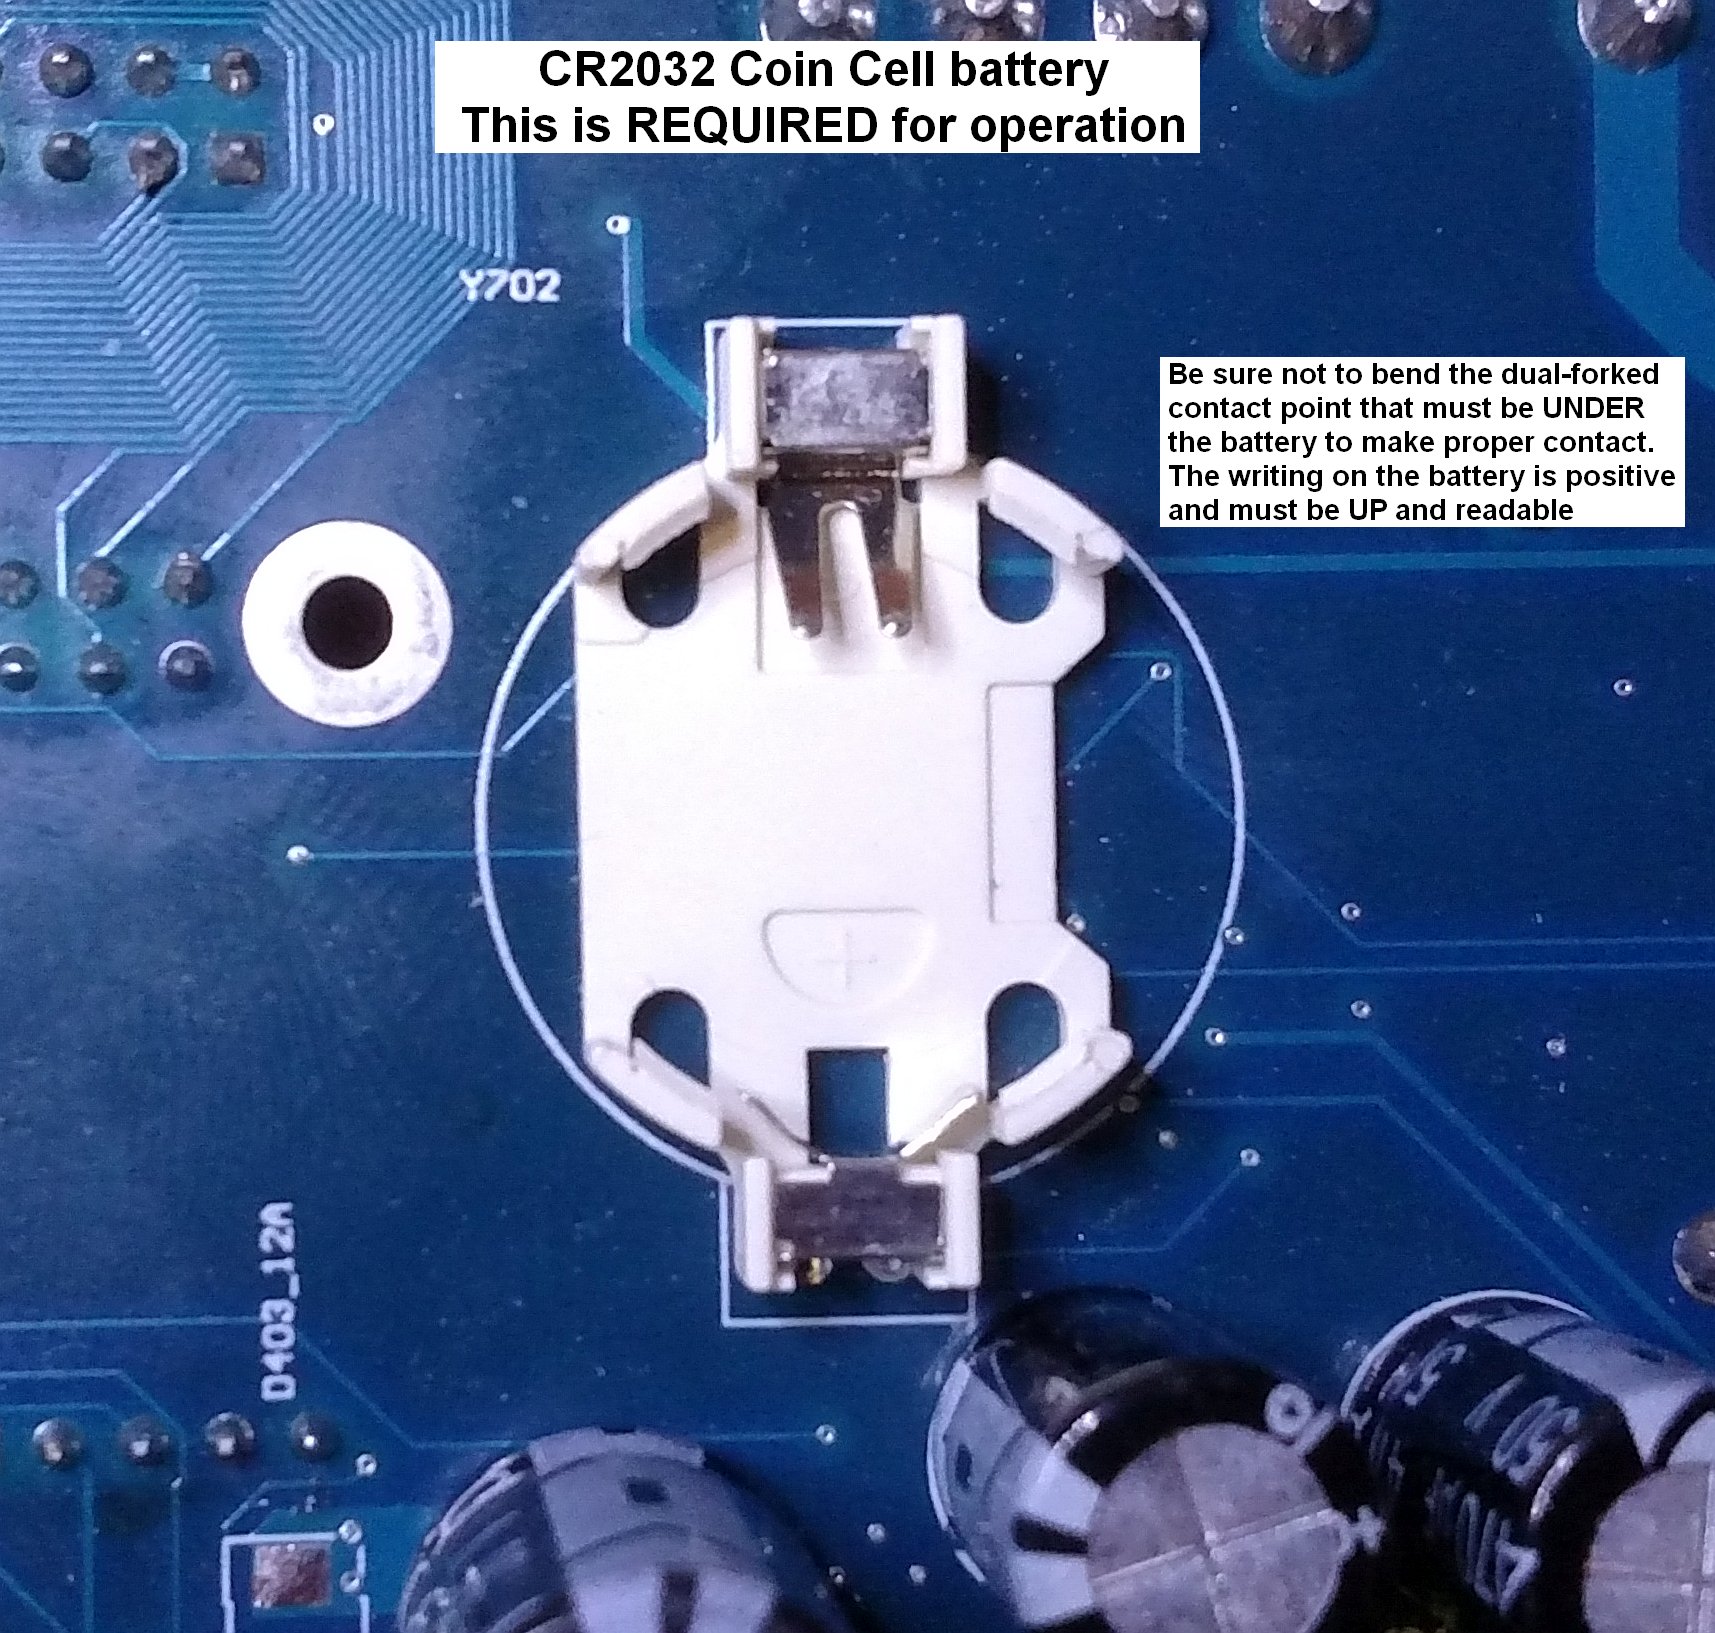 CR2032 Coin Cell battery
This is REQUIRED for operation
Y702
Be sure not to bend the dual-forked
contact point that must be UNDER
the battery to make proper contact.
The writing on the battery is positive
and must be UP and readable
+
D403_12A
50V
470µF